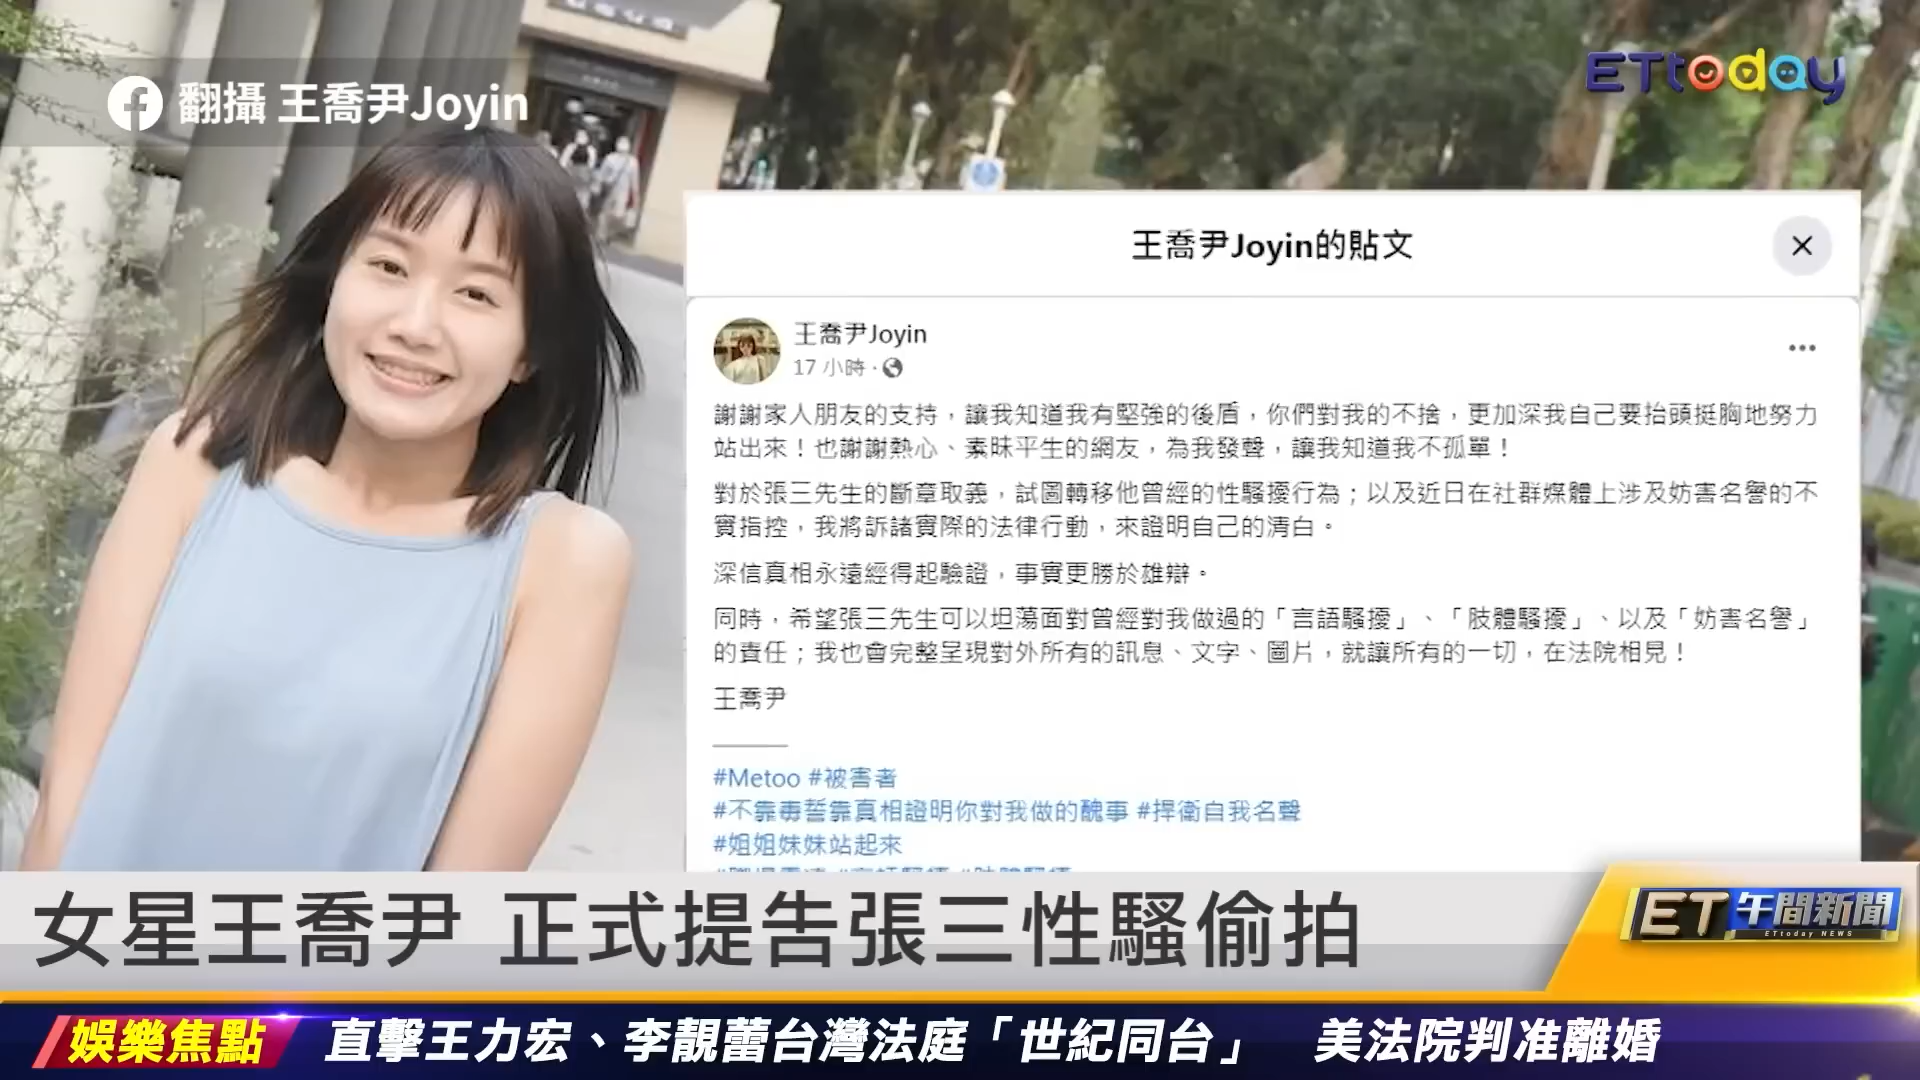 翻攝 王喬尹Joyin
ETtoday
王喬尹Joyin的貼文
王喬尹Joyin
17 小時 ·
謝謝家人朋友的支持，讓我知道我有堅強的後盾，你們對我的不捨，更加深我自己要抬頭挺胸地努力
站出來！也謝謝熱心、素昧平生的網友，為我發聲，讓我知道我不孤單！
對於張三先生的斷章取義，試圖轉移他曾經的性騷擾行為；以及近日在社群媒體上涉及妨害名譽的不
實指控，我將訴諸實際的法律行動，來證明自己的清白。
深信真相永遠經得起驗證，事實更勝於雄辯。
同時，希望張三先生可以坦蕩面對曾經對我做過的「言語騷擾」、「肢體騷擾」、以及「妨害名譽」
的責任；我也會完整呈現對外所有的訊息、文字、圖片，就讓所有的一切，在法院相見！
王喬尹
#Metoo #被害者
#不靠毒誓靠真相證明你對我做的醜事 #捍衛自我名聲
#姐姐妹妹站起來
女星王喬尹 正式提告張三性騷偷拍
ET午間新聞
ETtoday NEWS
娛樂焦點
直擊王力宏、李靚蕾台灣法庭「世紀同台」 美法院判准離婚